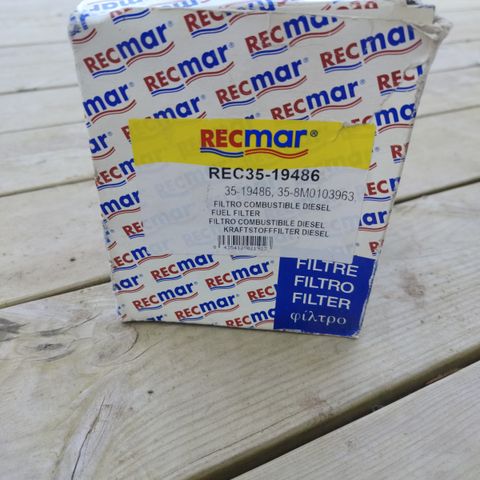 RECMAR®
REC35-19486
35-19486, 35-8M0103963,
FILTRO COMBUSTIBLE DIESEL
FUEL FILTER
FILTRO COMBUSTIBILE DIESEL
KRAFTSTOFFFILTER DIESEL
FILTRE
FILTRO
FILTER
φίλτρο